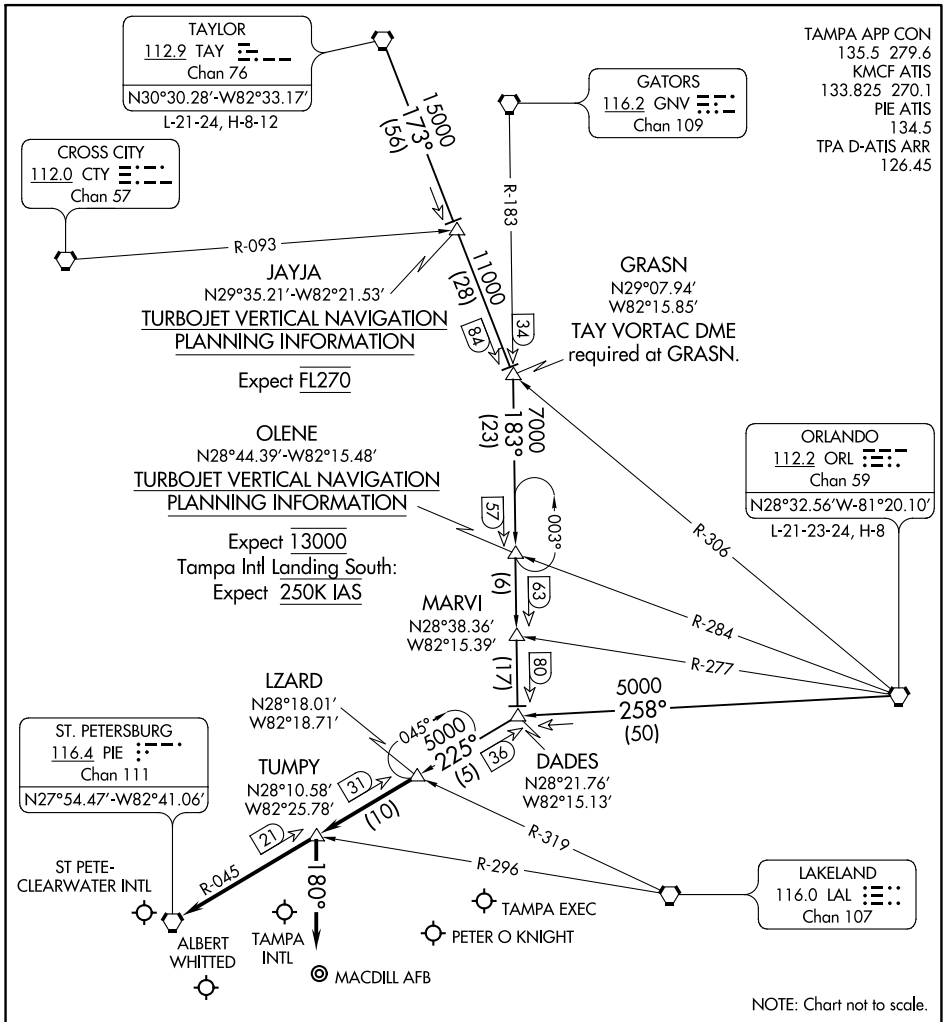 TAYLOR
112.9 TAY
Chan 76
N30°30.28'-W82°33.17'
L-21-24, H-8-12
CROSS CITY
112.0 CTY
Chan 57
GATORS
116.2 GNV
Chan 109
TAMPA APP CON
135.5 279.6
KMCF ATIS
133.825 270.1
PIE ATIS
134.5
TPA D-ATIS ARR
126.45
15000
173°
(56)
R-183
R-093
JAYJA
N29°35.21'-W82°21.53'
TURBOJET VERTICAL NAVIGATION
PLANNING INFORMATION
Expect FL270
11000
(28)
84
34
GRASN
N29°07.94'
W82°15.85'
TAY VORTAC DME
required at GRASN.
7000
183°
(23)
OLENE
N28°44.39'-W82°15.48'
TURBOJET VERTICAL NAVIGATION
PLANNING INFORMATION
Expect 13000
Tampa Intl Landing South:
Expect 250K IAS
57
003°
ORLANDO
112.2 ORL
Chan 59
N28°32.56'W-81°20.10'
L-21-23-24, H-8
R-306
R-284
R-277
(6)
63
MARVI
N28°38.36'
W82°15.39'
(17)
80
5000
258°
(50)
LZARD
N28°18.01'
W82°18.71'
045°
5000
225°
(5)
36
DADES
N28°21.76'
W82°15.13'
ST. PETERSBURG
116.4 PIE
Chan 111
N27°54.47'-W82°41.06'
TUMPY
N28°10.58'
W82°25.78'
31
(10)
21
R-045
180°
R-319
R-296
LAKELAND
116.0 LAL
Chan 107
ST PETE-
CLEARWATER INTL
ALBERT
WHITTED
TAMPA
INTL
TAMPA EXEC
PETER O KNIGHT
MACDILL AFB
NOTE: Chart not to scale.